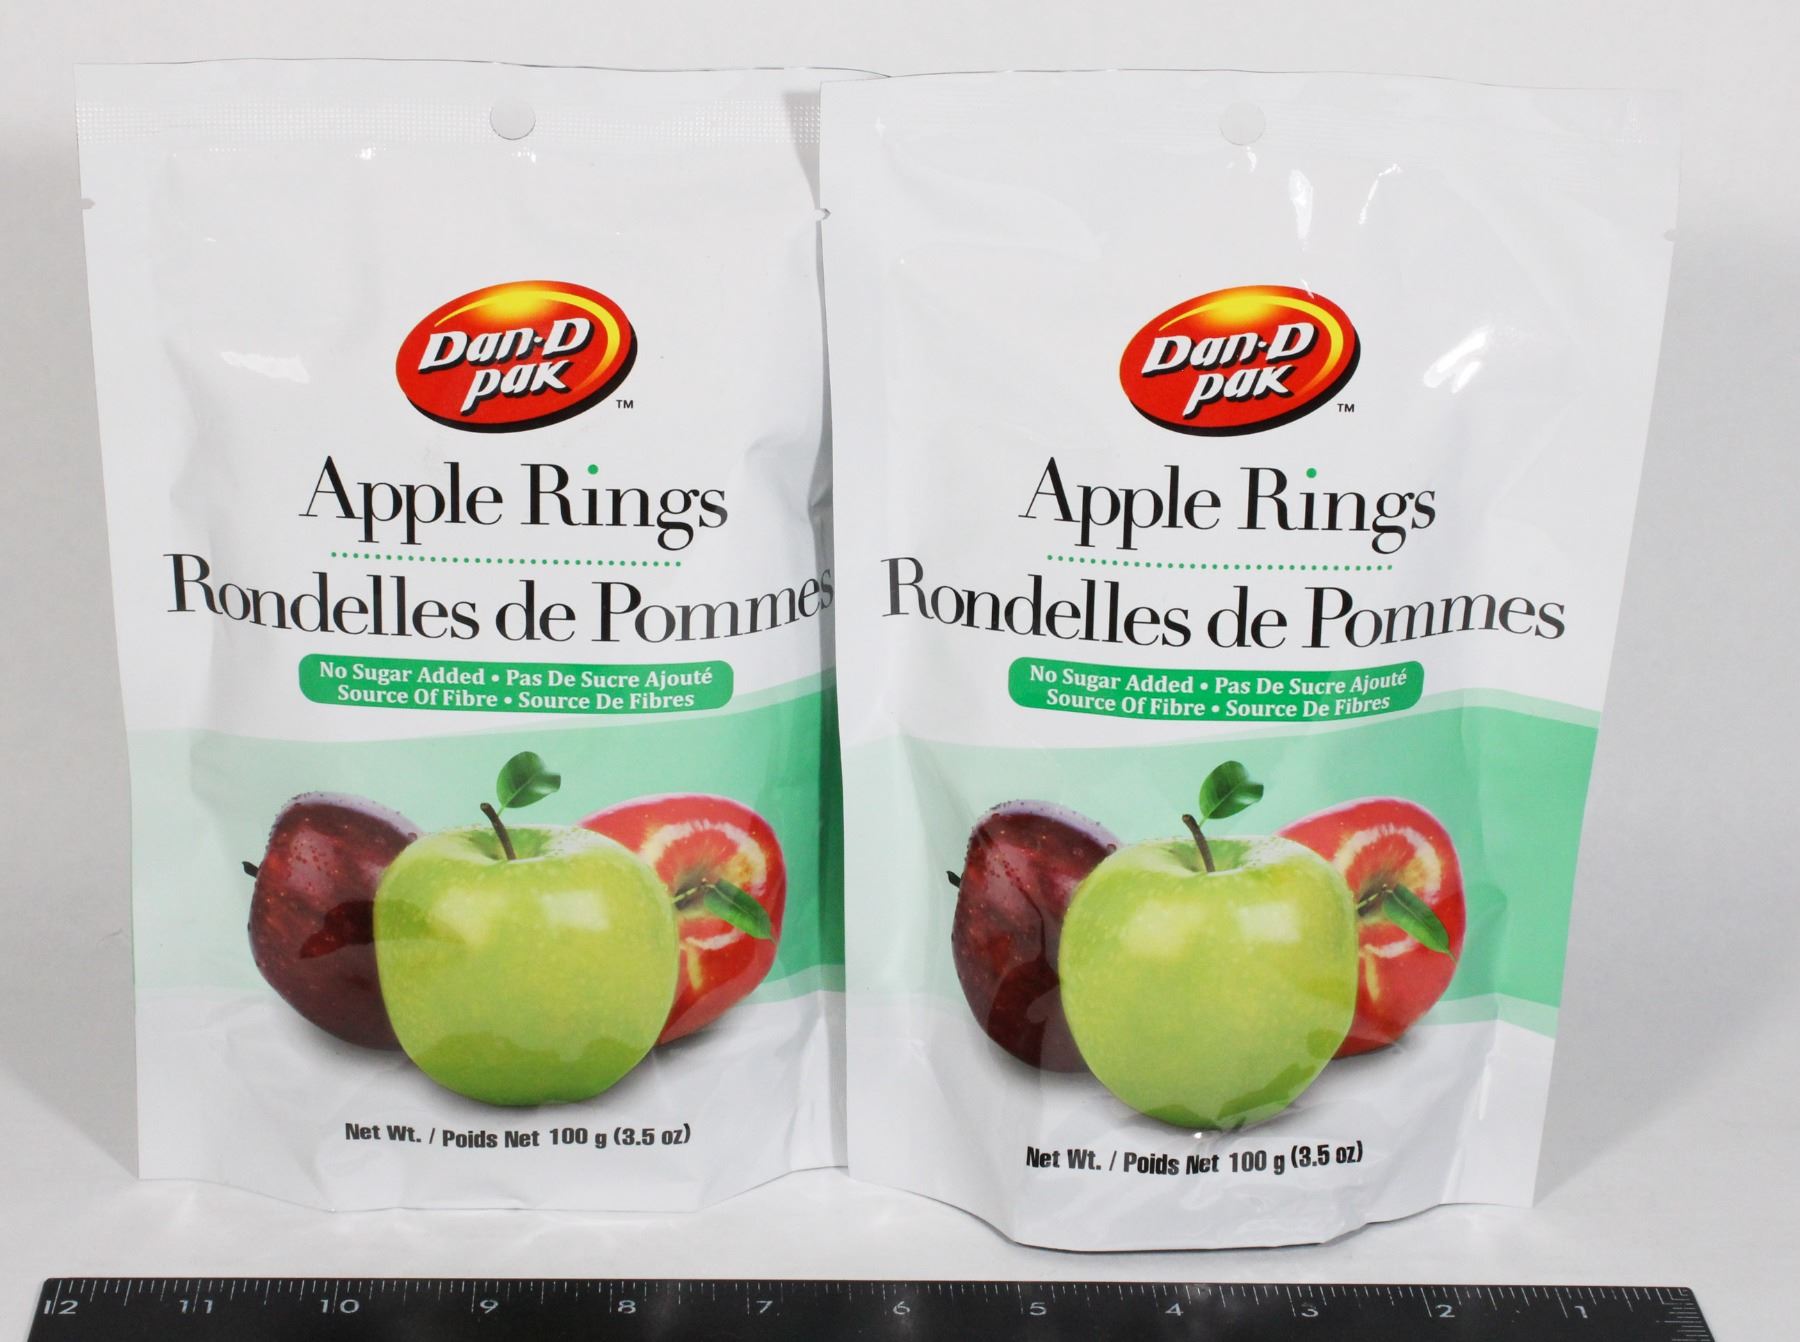 Dan-D
pak
TM
Apple Rings
Rondelles de Pommes
No Sugar Added • Pas De Sucre Ajouté
Source Of Fibre • Source De Fibres
Net Wt. / Poids Net 100 g (3.5 oz)
Dan-D
pak
TM
Apple Rings
Rondelles de Pommes
No Sugar Added • Pas De Sucre Ajouté
Source Of Fibre • Source De Fibres
Net Wt. / Poids Net 100 g (3.5 oz)
12 11 10 9 8 7 6 5 4 3 2 1